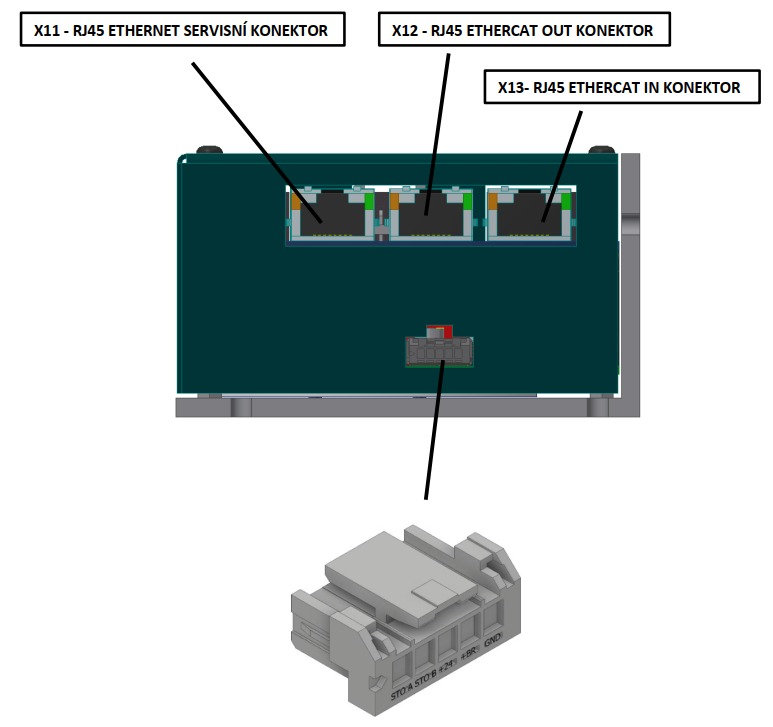 X11 - RJ45 ETHERNET SERVISNÍ KONEKTOR
X12 - RJ45 ETHERCAT OUT KONEKTOR
X13- RJ45 ETHERCAT IN KONEKTOR
STO A STO B +24 +BR GND